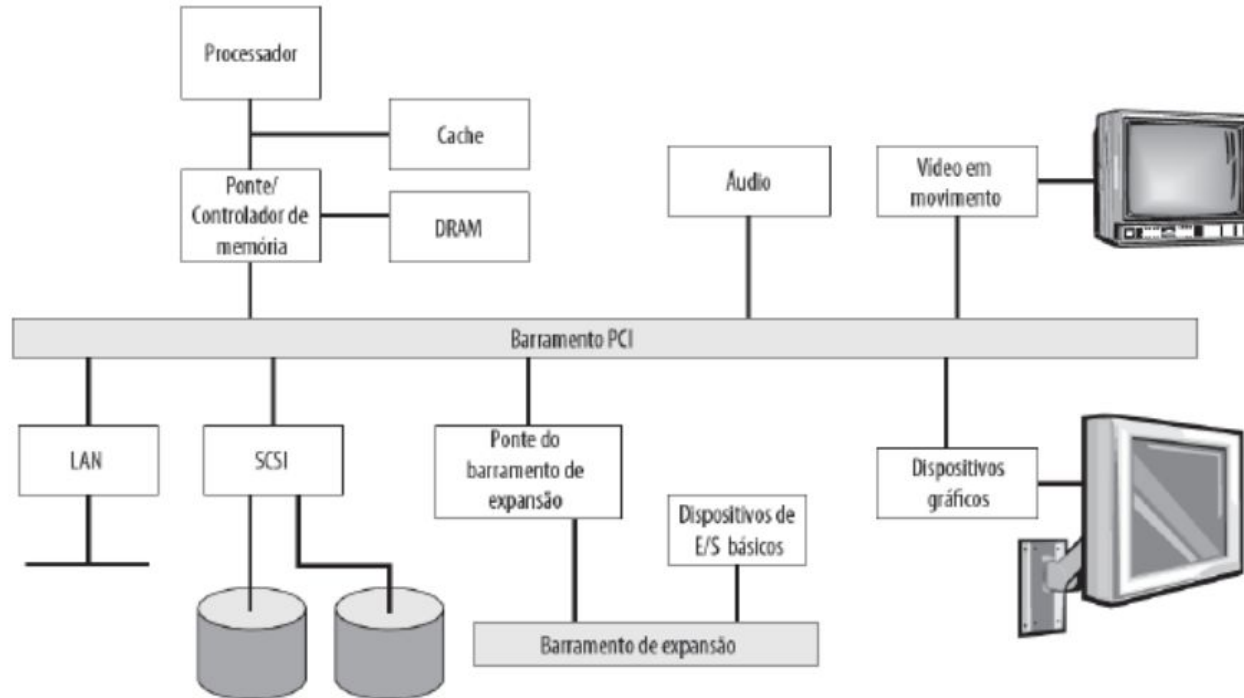 Processador
Cache
Ponte/
Controlador de
memória
DRAM
Áudio
Vídeo em
movimento
Barramento PCI
LAN
SCSI
Ponte do
barramento de
expansão
Dispositivos de
E/S básicos
Dispositivos
gráficos
Barramento de expansão